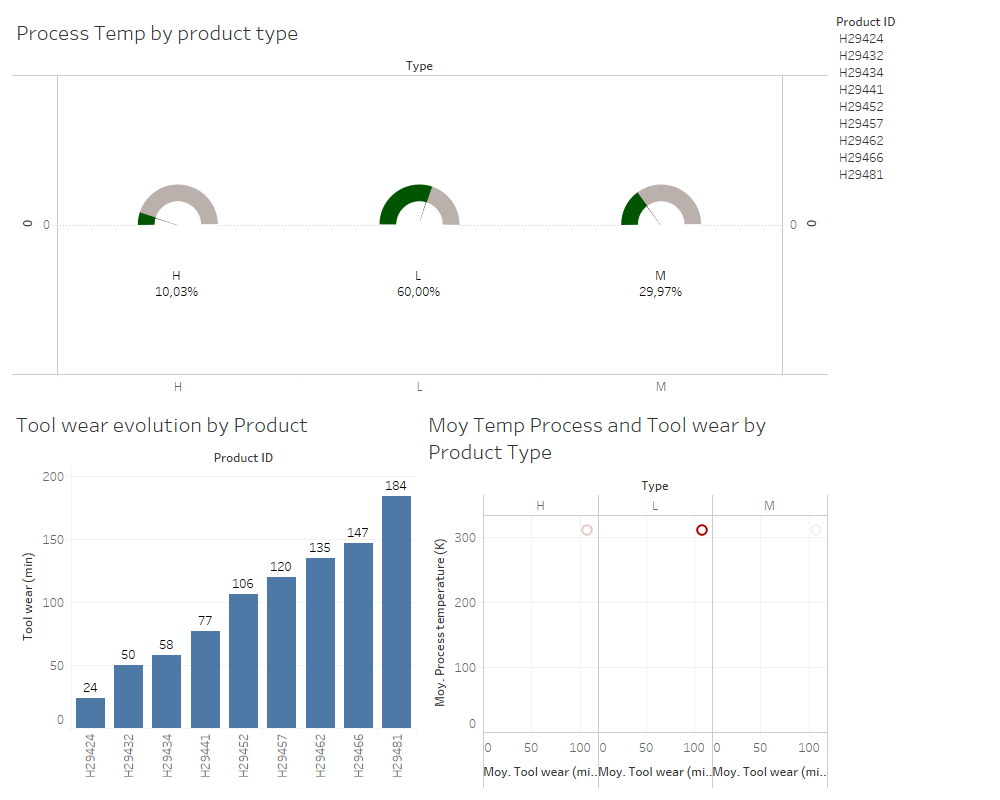 Process Temp by product type
Type
0 0
0 0
H
10,03%
L
60,00%
M
29,97%
H L M
Product ID
H29424
H29432
H29434
H29441
H29452
H29457
H29462
H29466
H29481
Tool wear evolution by Product
Product ID
Tool wear (min)
200
150
100
50
0
24
50
58
77
106
120
135
147
184
H29424
H29432
H29434
H29441
H29452
H29457
H29462
H29466
H29481
Moy Temp Process and Tool wear by
Product Type
Type
H L M
Moy. Process temperature (K)
300
200
100
0
0 50 100 0 50 100 0 50 100
Moy. Tool wear (mi.. Moy. Tool wear (mi.. Moy. Tool wear (mi..